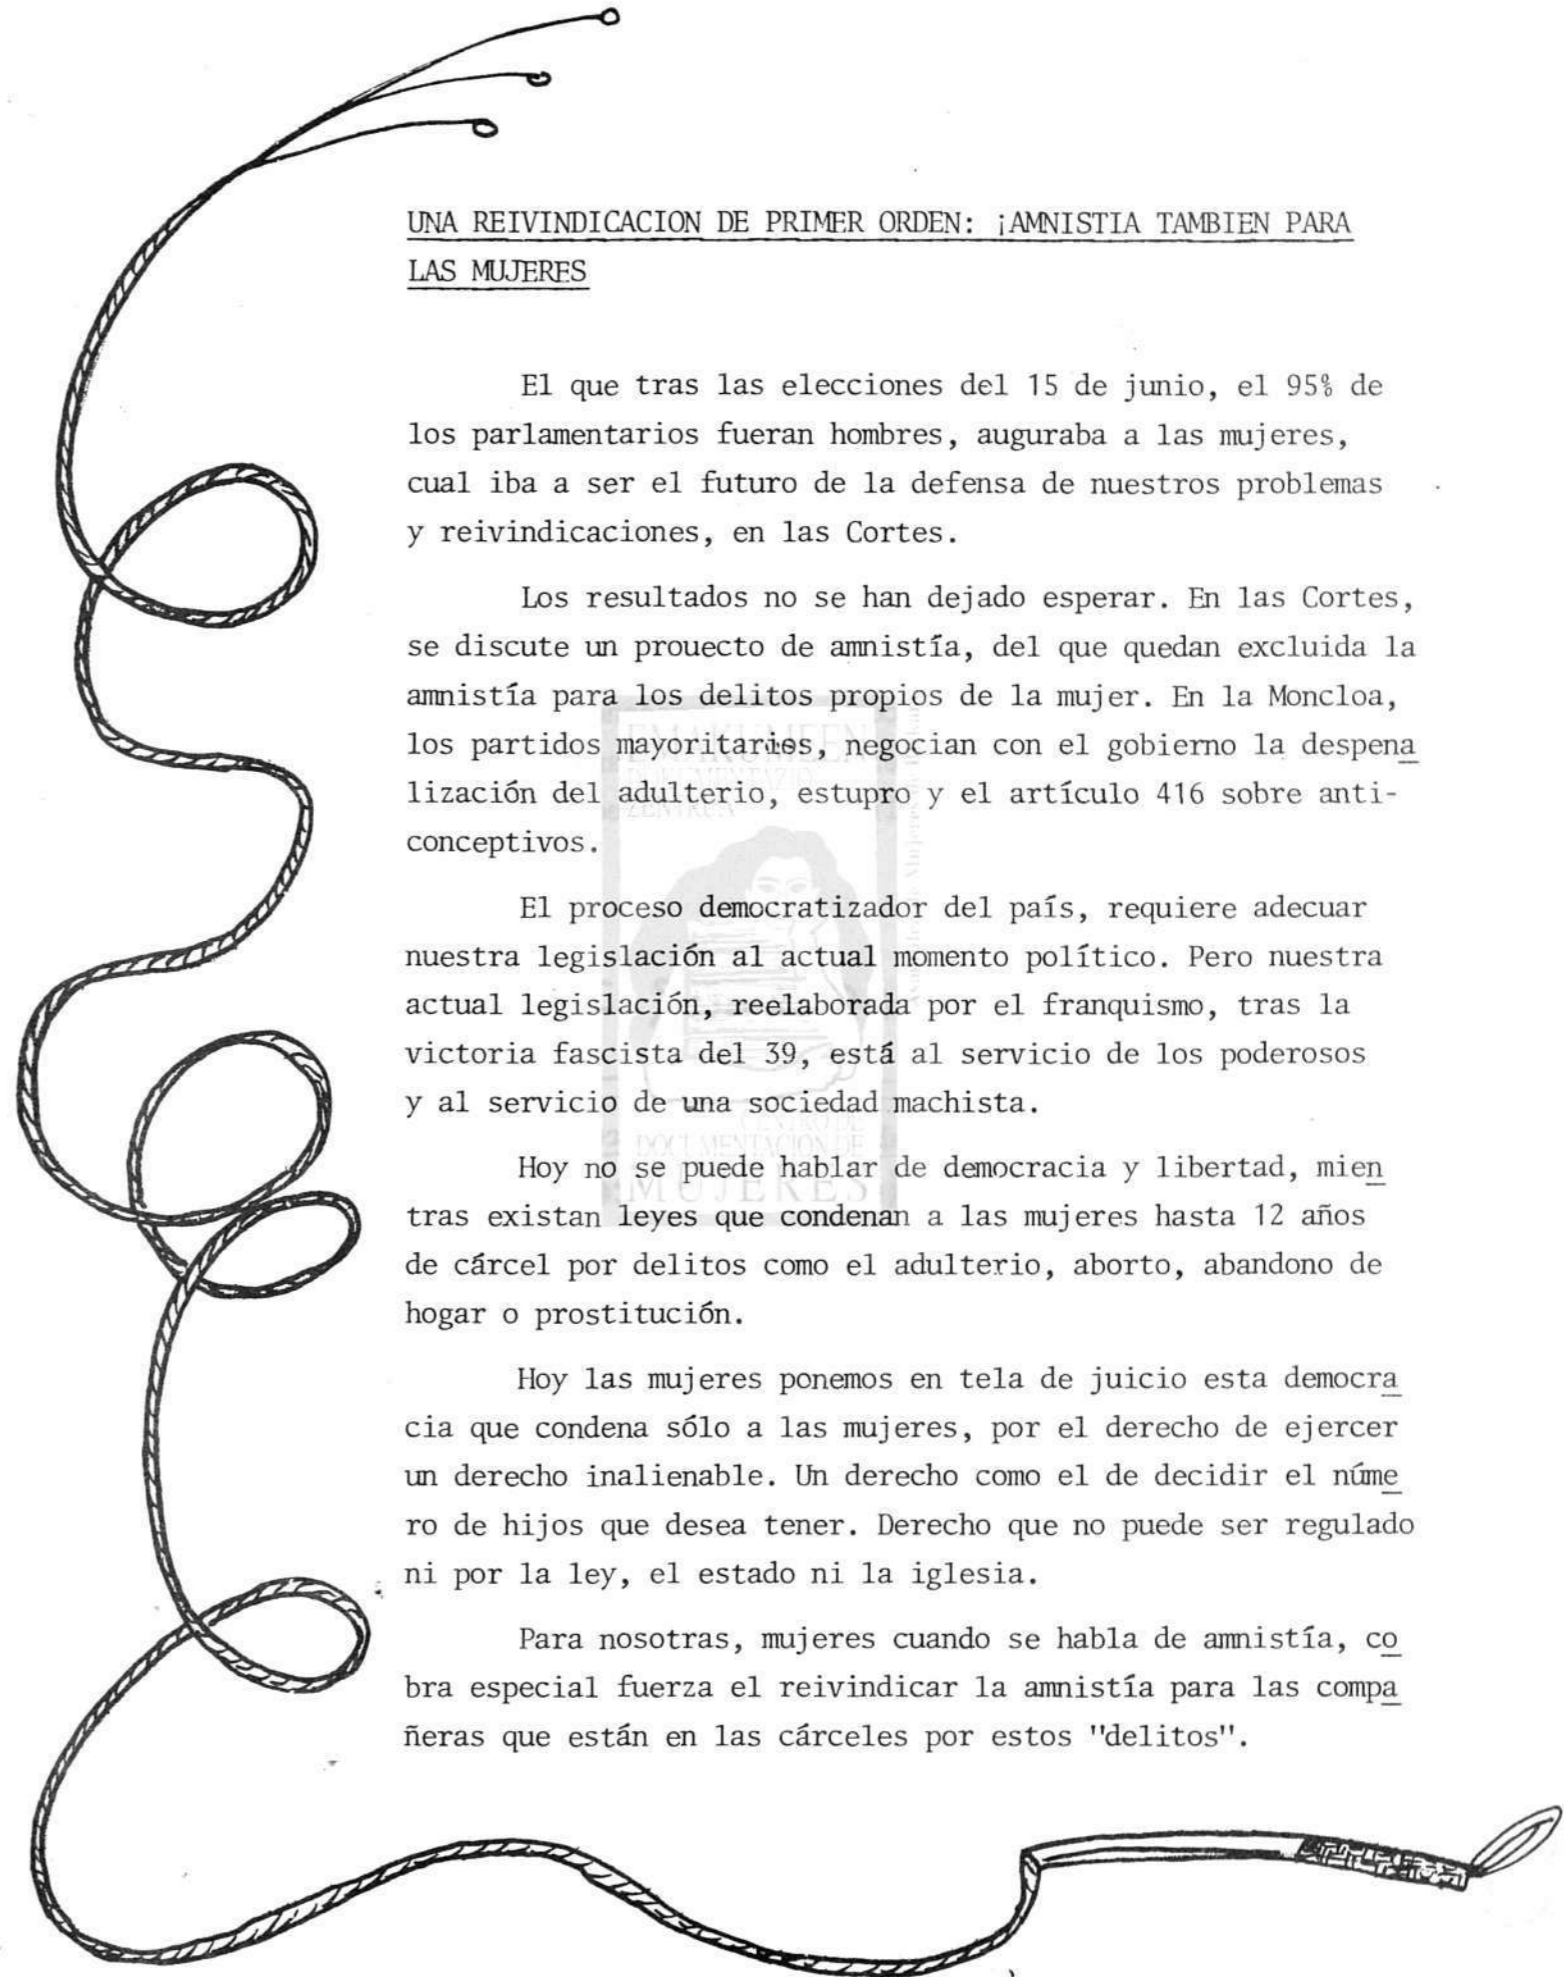 UNA REIVINDICACION DE PRIMER ORDEN: ¡AMNISTIA TAMBIEN PARA
LAS MUJERES
El que tras las elecciones del 15 de junio, el 95% de
los parlamentarios fueran hombres, auguraba a las mujeres,
cual iba a ser el futuro de la defensa de nuestros problemas
y reivindicaciones, en las Cortes.
Los resultados no se han dejado esperar. En las Cortes,
se discute un prouecto de amnistía, del que quedan excluida la
amnistía para los delitos propios de la mujer. En la Moncloa,
los partidos mayoritarios, negocian con el gobierno la despena
lización del adulterio, estupro y el artículo 416 sobre anti-
conceptivos.
El proceso democratizador del país, requiere adecuar
nuestra legislación al actual momento político. Pero nuestra
actual legislación, reelaborada por el franquismo, tras la
victoria fascista del 39, está al servicio de los poderosos
y al servicio de una sociedad machista.
Hoy no se puede hablar de democracia y libertad, mien
tras existan leyes que condenan a las mujeres hasta 12 años
de cárcel por delitos como el adulterio, aborto, abandono de
hogar o prostitución.
Hoy las mujeres ponemos en tela de juicio esta democra
cia que condena sólo a las mujeres, por el derecho de ejercer
un derecho inalienable. Un derecho como el de decidir el núme
ro de hijos que desea tener. Derecho que no puede ser regulado
ni por la ley, el estado ni la iglesia.
Para nosotras, mujeres cuando se habla de amnistía, co
bra especial fuerza el reivindicar la amnistía para las compa
ñeras que están en las cárceles por estos "delitos".
EMAKUMEEN
DOKUMENTAZIO
ZENTRUA
CENTRO DE
DOCUMENTACION DE
MUJERES